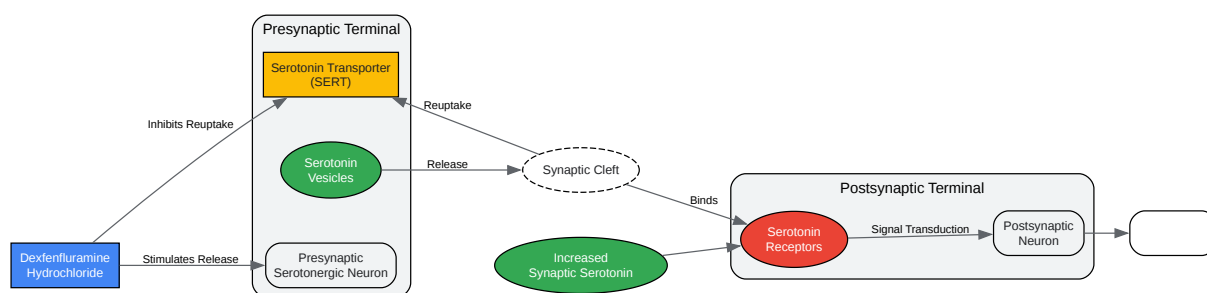 Presynaptic Terminal
Serotonin Transporter
(SERT)
Reuptake
Inhibits Reuptake
Serotonin
Vesicles
Release
Synaptic Cleft
Postsynaptic Terminal
Binds
Serotonin
Receptors
Signal Transduction
Postsynaptic
Neuron
Dexfenfluramine
Hydrochloride
Stimulates Release
Presynaptic
Serotonergic Neuron
Increased
Synaptic Serotonin